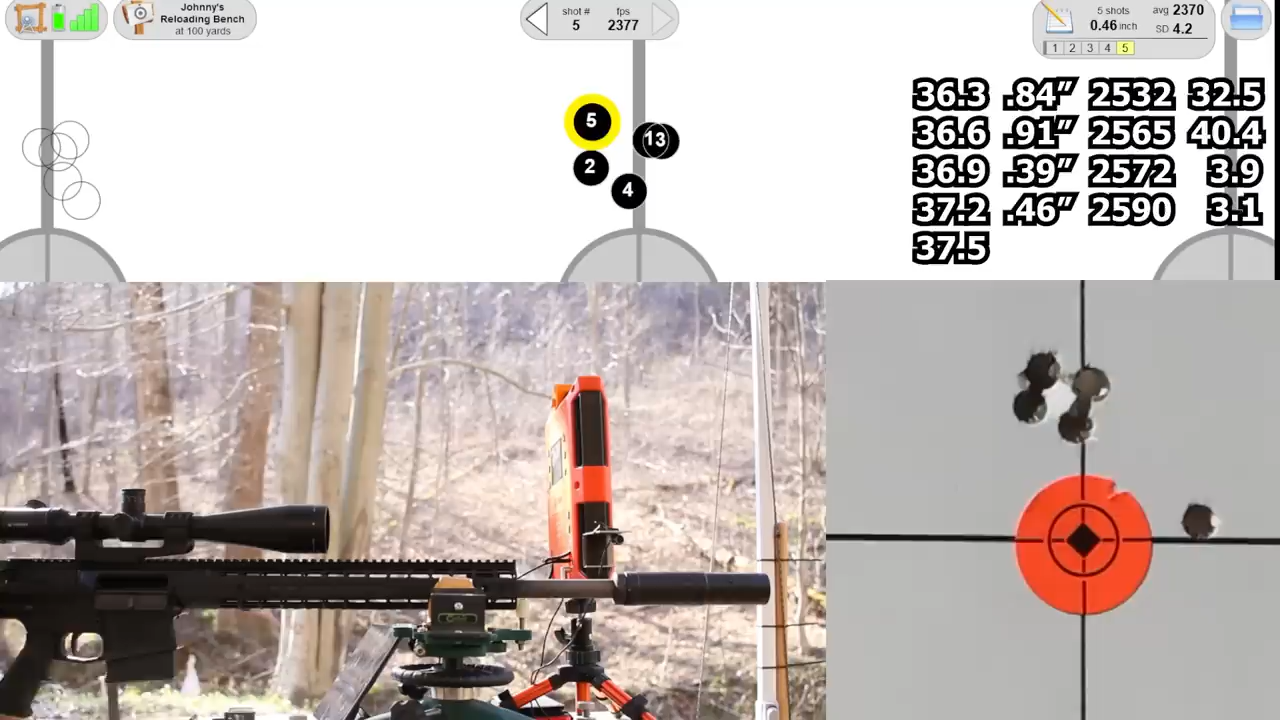 Johnny's
Reloading Bench
at 100 yards
shot # fps
5 2377
5 shots avg 2370
0.46 inch SD 4.2
1 2 3 4 5
5
13
2
4
36.3 .84” 2532 32.5
36.6 .91” 2565 40.4
36.9 .39” 2572 3.9
37.2 .46” 2590 3.1
37.5